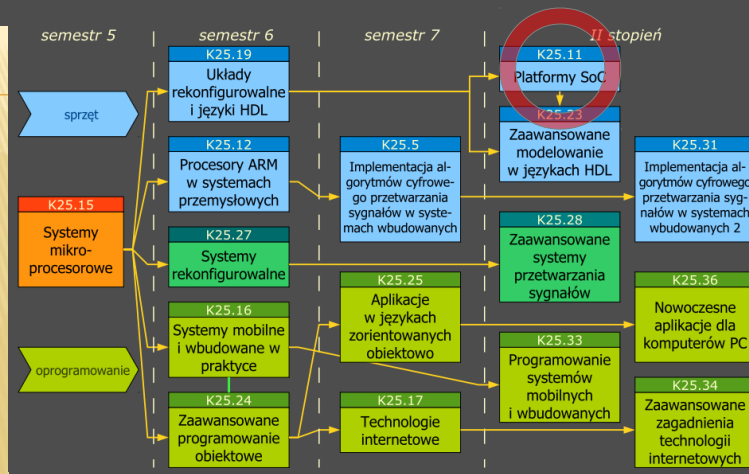 semestr 5
semestr 6
semestr 7
II stopień
sprzęt
K25.15
Systemy
mikro-
procesorowe
oprogramowanie
K25.19
Układy
rekonfigurowalne
i języki HDL
K25.12
Procesory ARM
w systemach
przemysłowych
K25.27
Systemy
rekonfigurowalne
K25.16
Systemy mobilne
i wbudowane w
praktyce
K25.24
Zaawansowane
programowanie
obiektowe
K25.5
Implementacja al-
gorytmów cyfrowe-
go przetwarzania
sygnałów w syste-
mach wbudowanych
K25.25
Aplikacje
w językach
zorientowanych
obiektowo
K25.17
Technologie
internetowe
K25.11
Platformy SoC
K25.23
Zaawansowane
modelowanie
w językach HDL
K25.28
Zaawansowane
systemy
przetwarzania
sygnałów
K25.33
Programowanie
systemów
mobilnych
i wbudowanych
K25.31
Implementacja al-
gorytmów cyfrowego
przetwarzania syg-
nałów w systemach
wbudowanych 2
K25.36
Nowoczesne
aplikacje dla
komputerów PC
K25.34
Zaawansowane
zagadnienia
technologii
internetowych